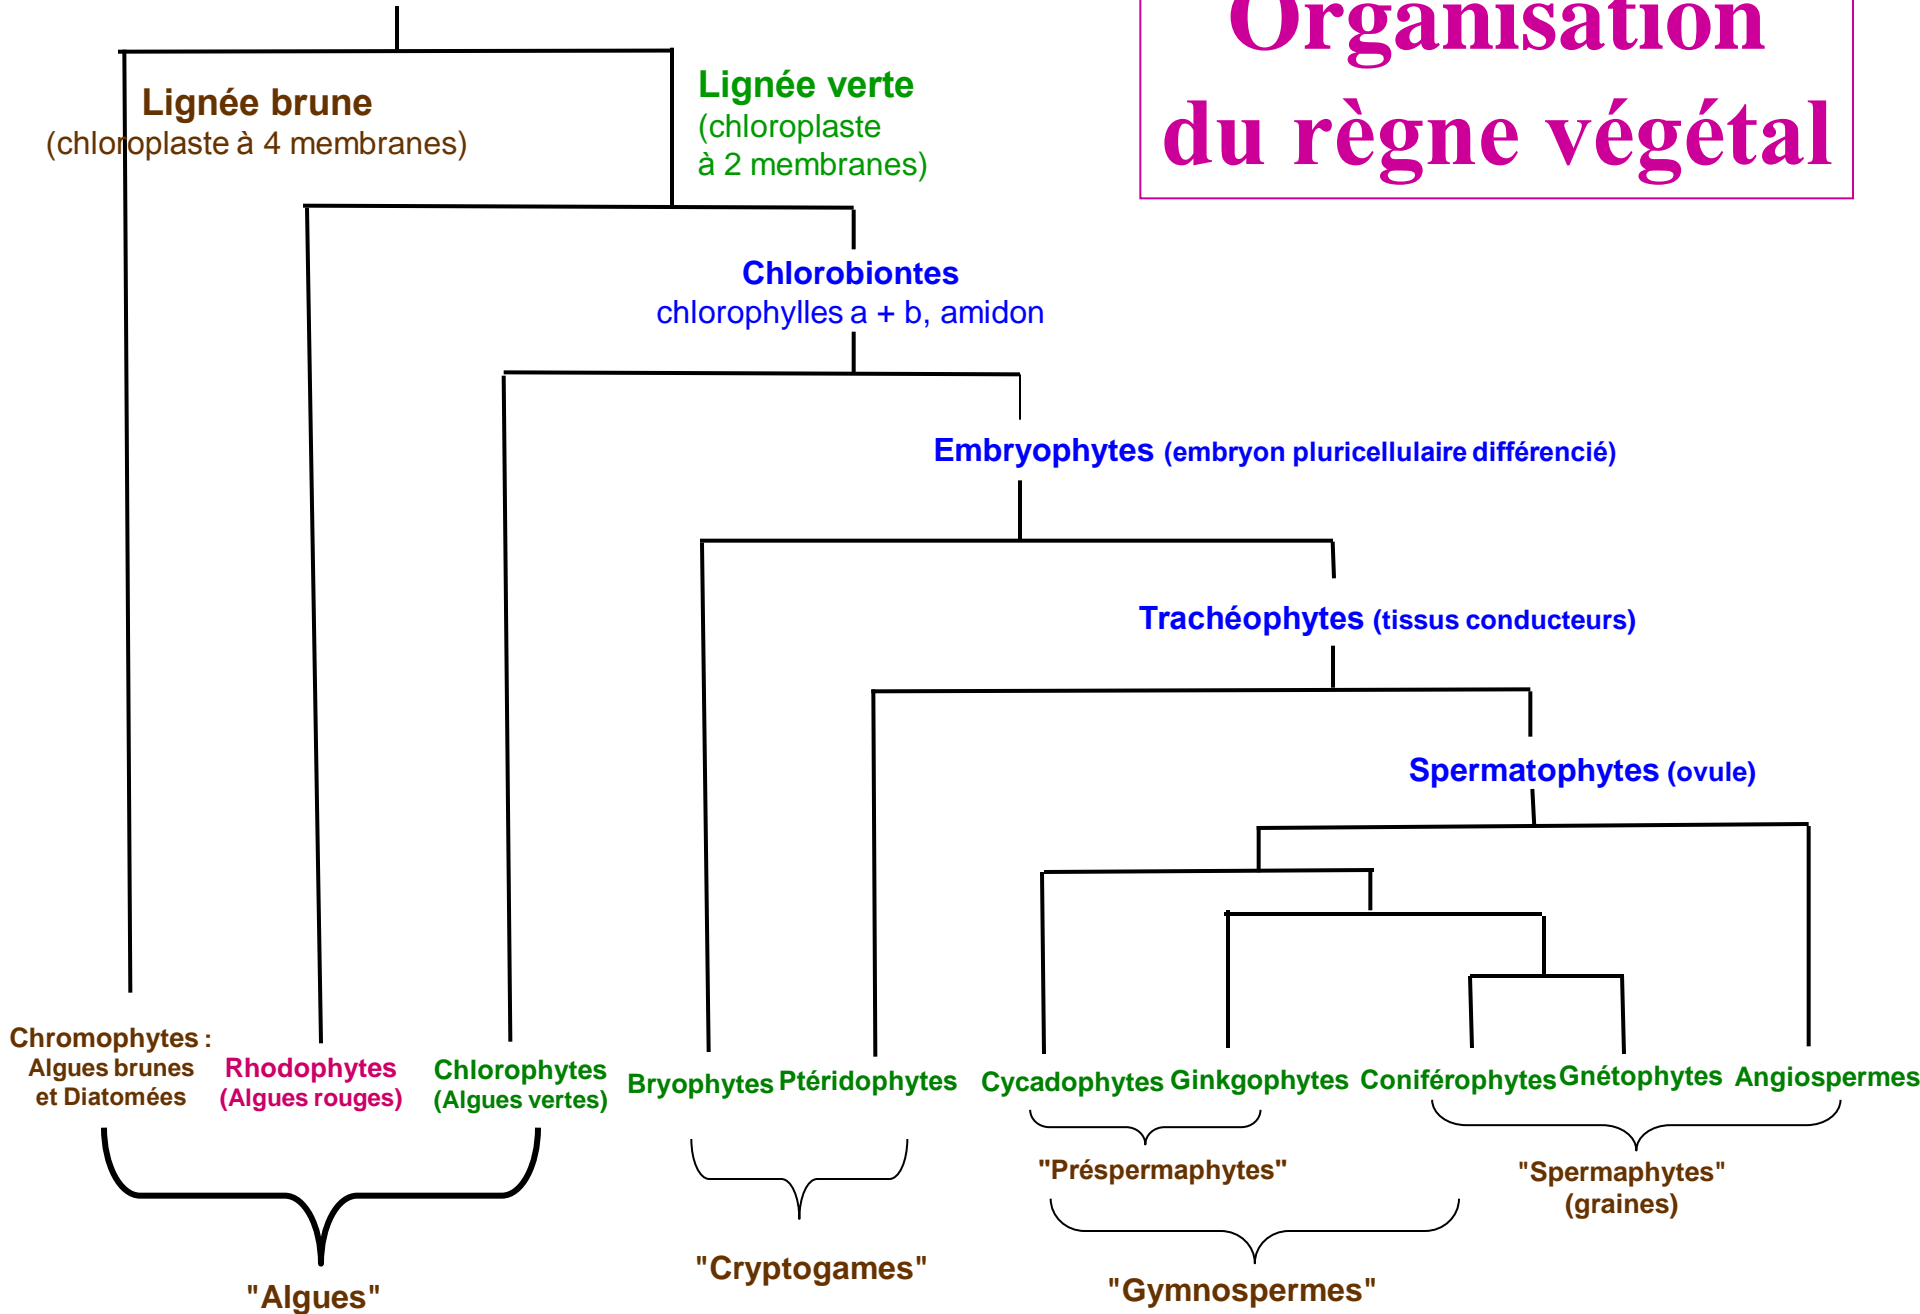 Organisation
du règne végétal
Lignée brune
(chloroplaste à 4 membranes)
Lignée verte
(chloroplaste
à 2 membranes)
Chlorobiontes
chlorophylles a + b, amidon
Embryophytes (embryon pluricellulaire différencié)
Trachéophytes (tissus conducteurs)
Spermatophytes (ovule)
Chromophytes :
Algues brunes
et Diatomées
Rhodophytes
(Algues rouges)
Chlorophytes
(Algues vertes)
Bryophytes
Ptéridophytes
Cycadophytes
Ginkgophytes
Coniférophytes
Gnétophytes
Angiospermes
"Préspermaphytes"
"Spermaphytes"
(graines)
"Cryptogames"
"Gymnospermes"
"Algues"